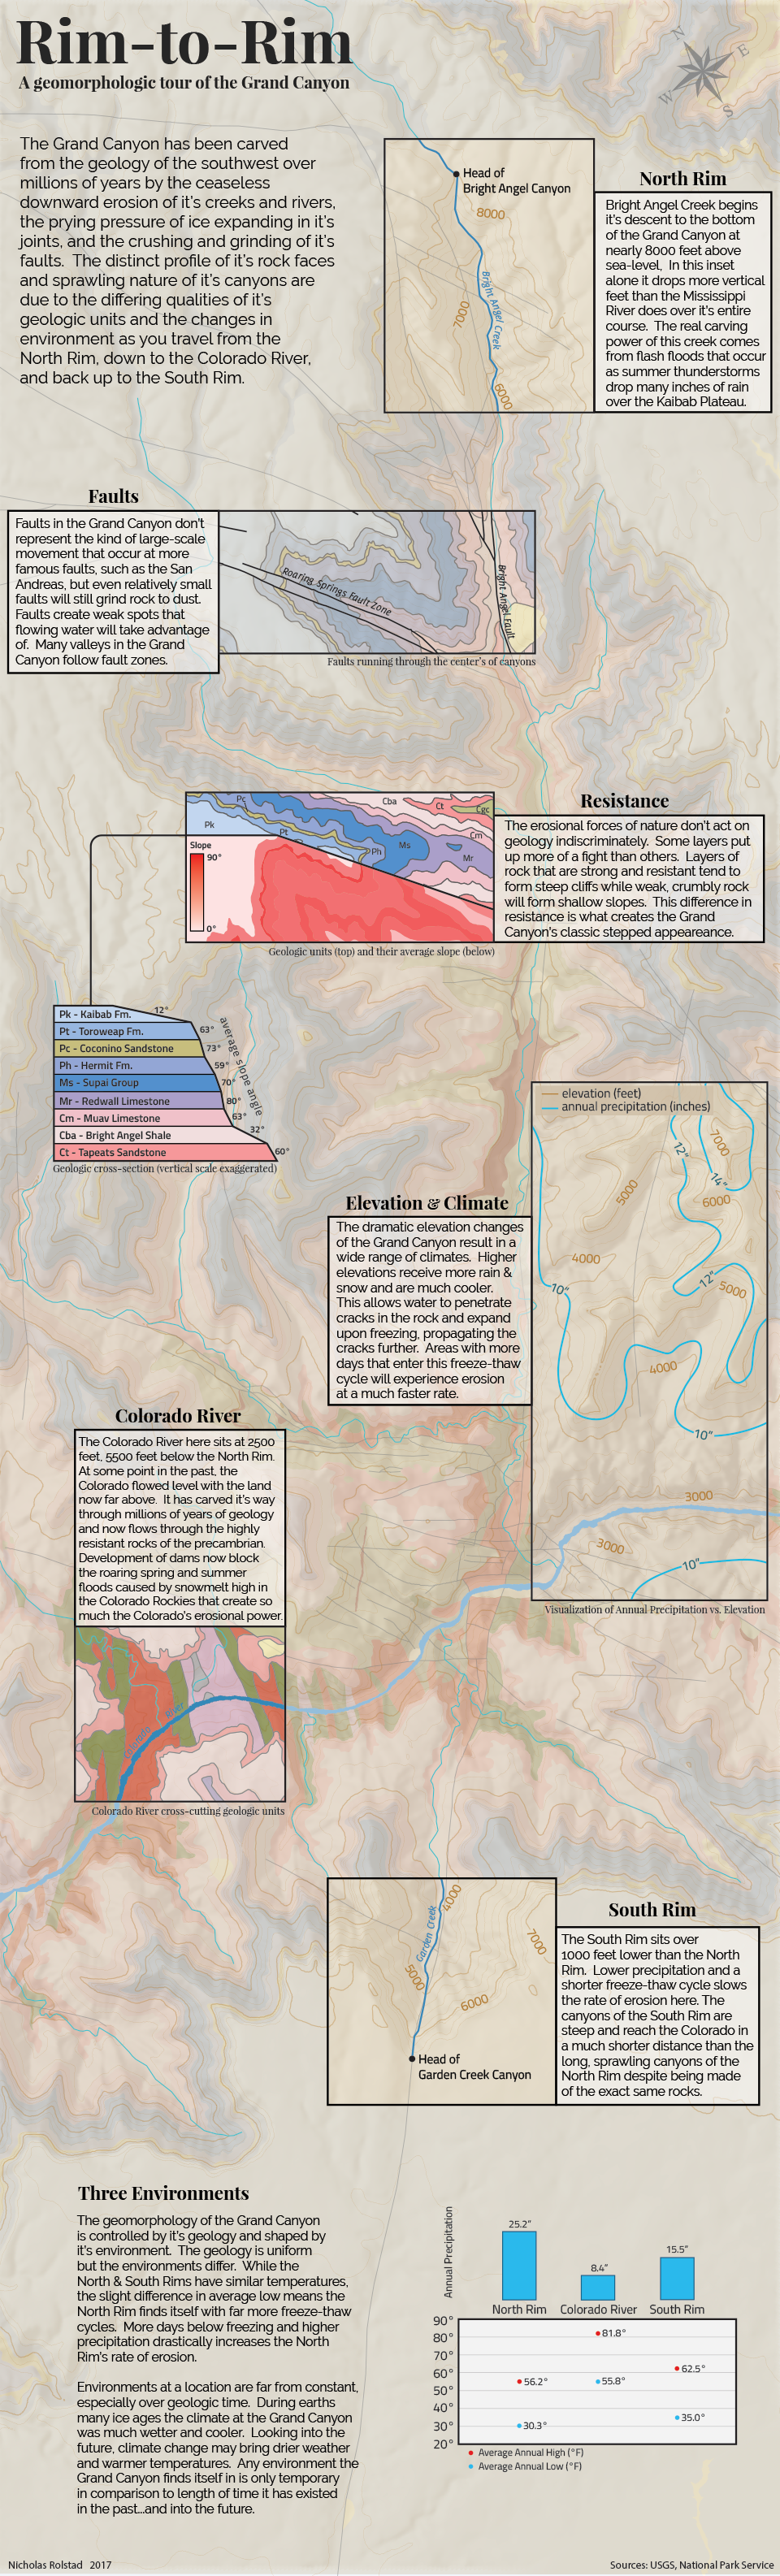 Rim-to-Rim
A geomorphologic tour of the Grand Canyon
N
E
W
S
The Grand Canyon has been carved
from the geology of the southwest over
millions of years by the ceaseless
downward erosion of it's creeks and rivers,
the prying pressure of ice expanding in it's
joints, and the crushing and grinding of it's
faults. The distinct profile of it's rock faces
and sprawling nature of it's canyons are
due to the differing qualities of it's
geologic units and the changes in
environment as you travel from the
North Rim, down to the Colorado River,
and back up to the South Rim.
Head of
Bright Angel Canyon
8000
Bright Angel Creek
7000
6000
North Rim
Bright Angel Creek begins
it's descent to the bottom
of the Grand Canyon at
nearly 8000 feet above
sea-level, In this inset
alone it drops more vertical
feet than the Mississippi
River does over it's entire
course. The real carving
power of this creek comes
from flash floods that occur
as summer thunderstorms
drop many inches of rain
over the Kaibab Plateau.
Faults
Faults in the Grand Canyon don't
represent the kind of large-scale
movement that occur at more
famous faults, such as the San
Andreas, but even relatively small
faults will still grind rock to dust.
Faults create weak spots that
flowing water will take advantage
of. Many valleys in the Grand
Canyon follow fault zones.
Roaring Springs Fault Zone
Bright Angel Fault
Faults running through the center's of canyons
Pc
Cba
Ct
Cgc
Pk
Pt
Cm
Ph
Ms
Mr
Slope
90°
0°
Geologic units (top) and their average slope (below)
Resistance
The erosional forces of nature don't act on
geology indiscriminately. Some layers put
up more of a fight than others. Layers of
rock that are strong and resistant tend to
form steep cliffs while weak, crumbly rock
will form shallow slopes. This difference in
resistance is what creates the Grand
Canyon's classic stepped appeareance.
Pk - Kaibab Fm. 12°
Pt - Toroweap Fm. 63°
Pc - Coconino Sandstone 73°
Ph - Hermit Fm. 59°
Ms - Supai Group 70°
Mr - Redwall Limestone 80°
Cm - Muav Limestone 63°
Cba - Bright Angel Shale 32°
Ct - Tapeats Sandstone 60°
average slope angle
Geologic cross-section (vertical scale exaggerated)
elevation (feet)
annual precipitation (inches)
12"
7000
14"
5000
6000
4000
12"
10"
5000
4000
10"
3000
3000
10"
Visualization of Annual Precipitation vs. Elevation
Elevation & Climate
The dramatic elevation changes
of the Grand Canyon result in a
wide range of climates. Higher
elevations receive more rain &
snow and are much cooler.
This allows water to penetrate
cracks in the rock and expand
upon freezing, propagating the
cracks further. Areas with more
days that enter this freeze-thaw
cycle will experience erosion
at a much faster rate.
Colorado River
The Colorado River here sits at 2500
feet, 5500 feet below the North Rim.
At some point in the past, the
Colorado flowed level with the land
now far above. It has carved it's way
through millions of years of geology
and now flows through the highly
resistant rocks of the precambrian.
Development of dams now block
the roaring spring and summer
floods caused by snowmelt high in
the Colorado Rockies that create so
much the Colorado's erosional power.
Colorado River
Colorado River cross-cutting geologic units
4000
Garden Creek
7000
5000
6000
Head of
Garden Creek Canyon
South Rim
The South Rim sits over
1000 feet lower than the North
Rim. Lower precipitation and a
shorter freeze-thaw cycle slows
the rate of erosion here. The
canyons of the South Rim are
steep and reach the Colorado in
a much shorter distance than the
long, sprawling canyons of the
North Rim despite being made
of the exact same rocks.
Three Environments
The geomorphology of the Grand Canyon
is controlled by it's geology and shaped by
it's environment. The geology is uniform
but the environments differ. While the
North & South Rims have similar temperatures,
the slight difference in average low means the
North Rim finds itself with far more freeze-thaw
cycles. More days below freezing and higher
precipitation drastically increases the North
Rim's rate of erosion.
Environments at a location are far from constant,
especially over geologic time. During earths
many ice ages the climate at the Grand Canyon
was much wetter and cooler. Looking into the
future, climate change may bring drier weather
and warmer temperatures. Any environment the
Grand Canyon finds itself in is only temporary
in comparison to length of time it has existed
in the past...and into the future.
Annual Precipitation
25.2"
8.4"
15.5"
North Rim Colorado River South Rim
90°
80°
70°
60°
50°
40°
30°
20°
81.8°
62.5°
56.2°
55.8°
35.0°
30.3°
Average Annual High (°F)
Average Annual Low (°F)
Nicholas Rolstad 2017
Sources: USGS, National Park Service